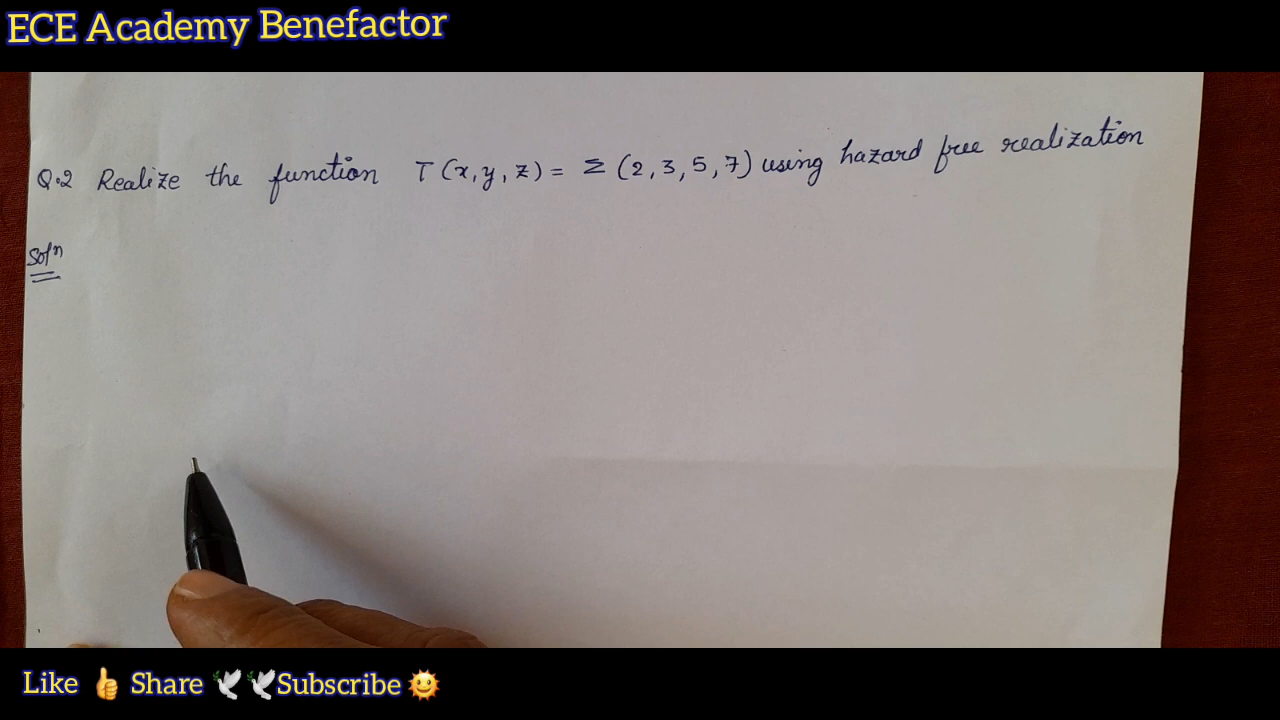 ECE Academy Benefactor
Q.2 Realize the function T(x,y,z) = Σ (2,3,5,7) using hazard free realization
Solⁿ
Like 👍 Share 🕊️🕊️Subscribe 🌞